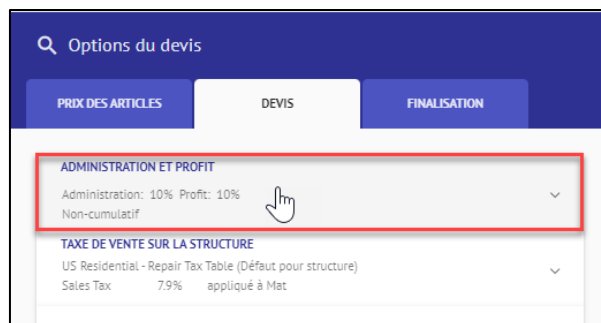 Options du devis
PRIX DES ARTICLES DEVIS FINALISATION
ADMINISTRATION ET PROFIT
Administration: 10% Profit: 10%
Non-cumulatif
TAXE DE VENTE SUR LA STRUCTURE
US Residential - Repair Tax Table (Défaut pour structure)
Sales Tax 7.9% appliqué à Mat